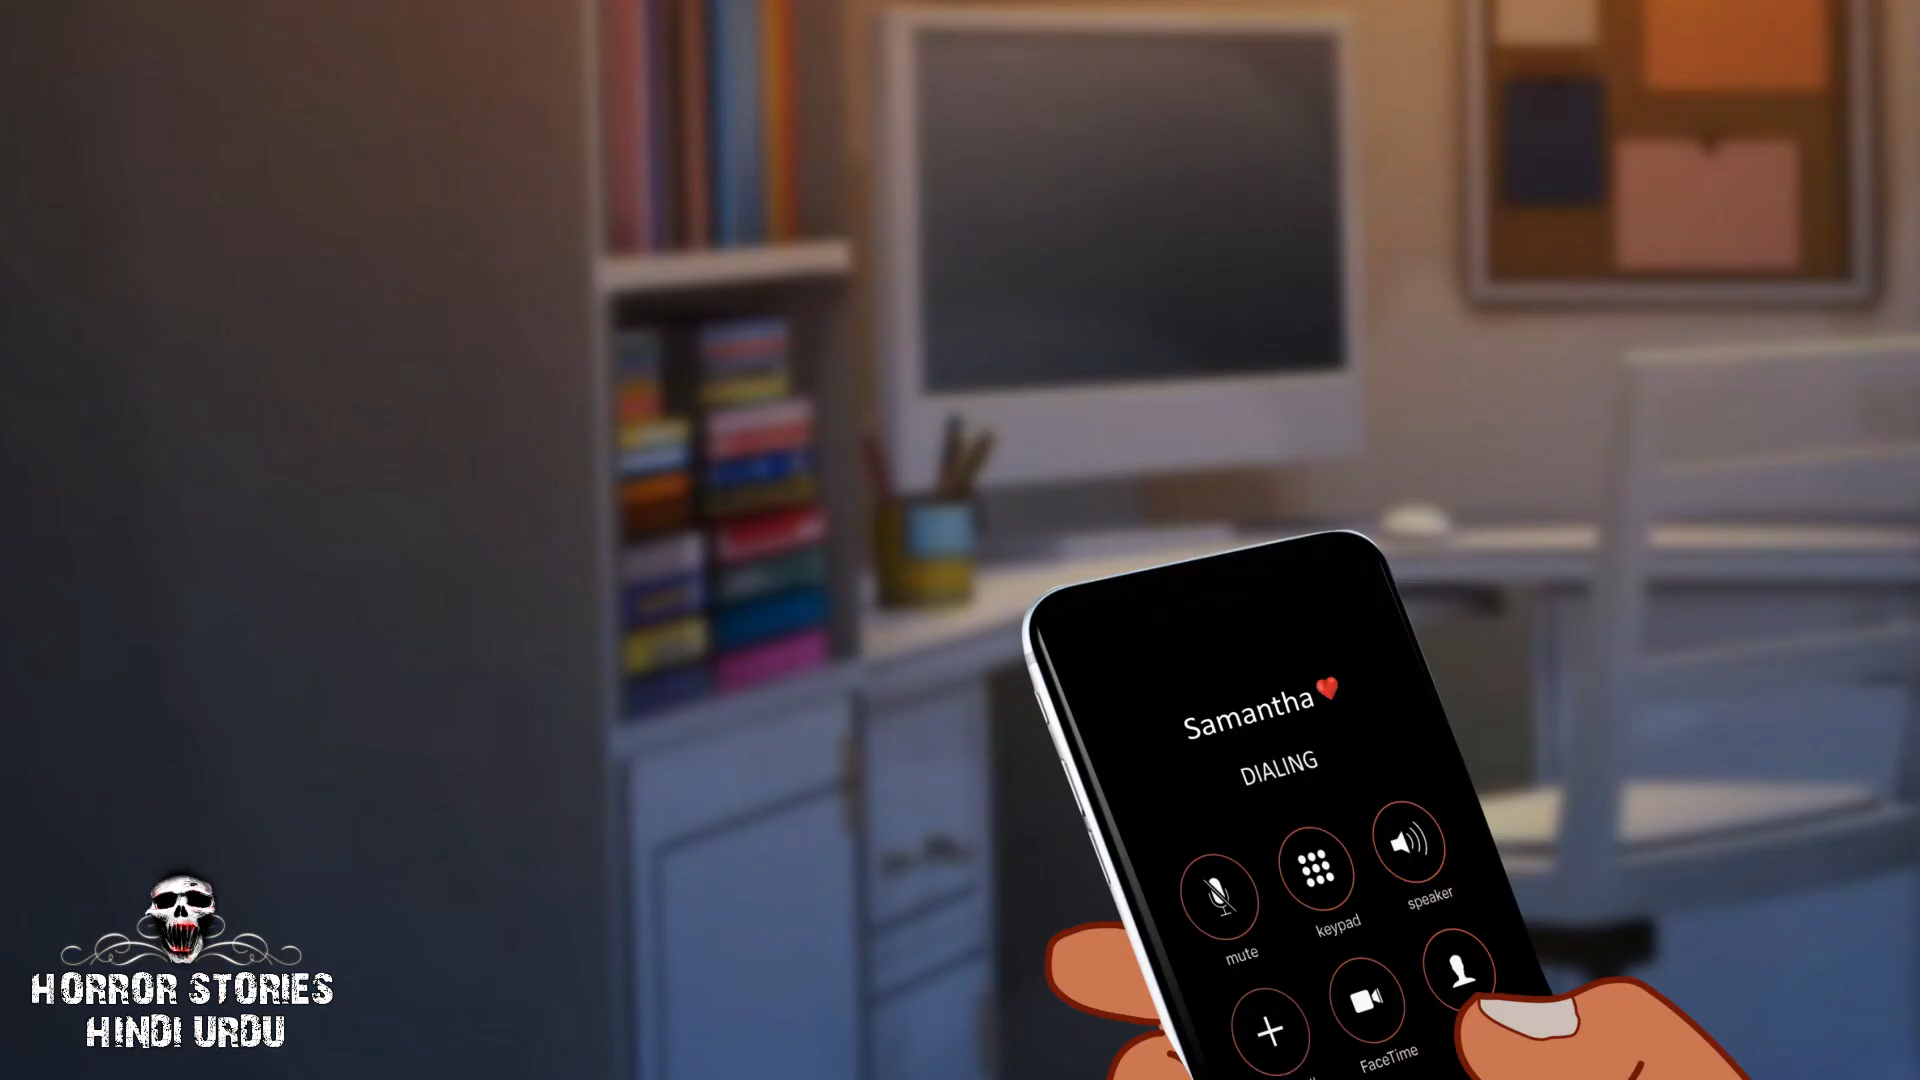 Samantha❤️
DIALING
mute
keypad
speaker
FaceTime
HORROR STORIES
HINDI URDU